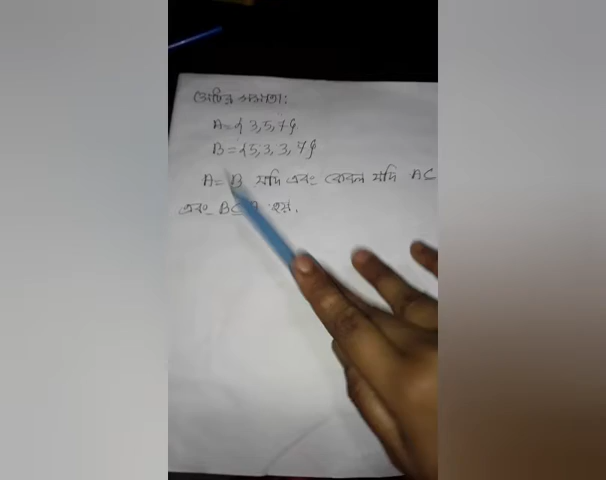 সেটের সমতা:
A = { 3, 5, 7 }
B = { 5, 3, 3, 7 }
A = B যদি এবং কেবল যদি A ⊆
এবং B ⊆ হয়.